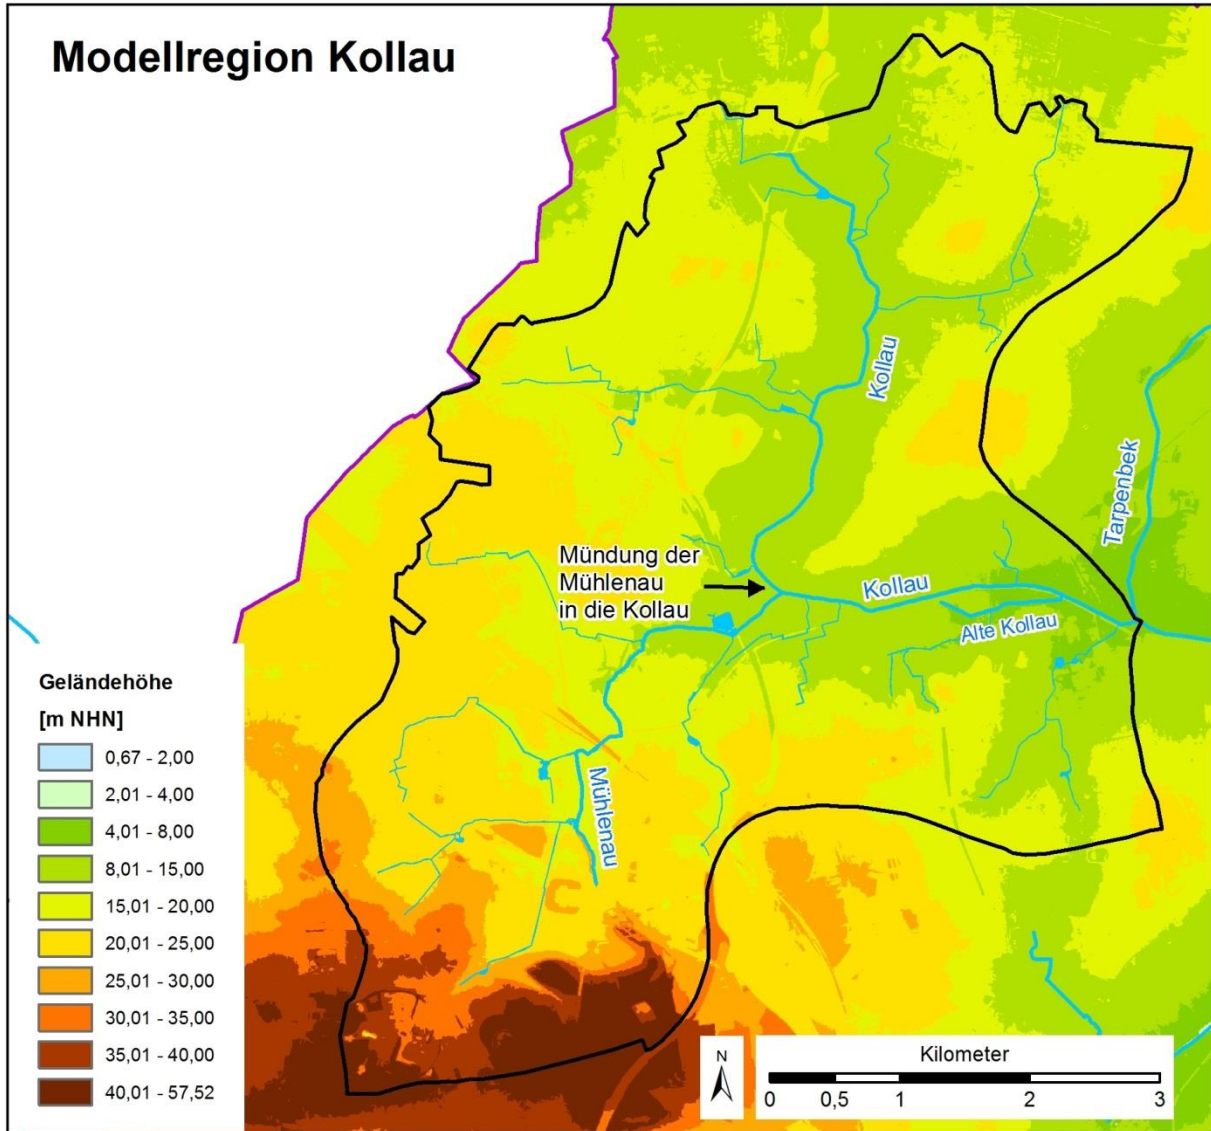 Modellregion Kollau
Kollau
Tarpenbek
Mündung der
Mühlenau
in die Kollau
Kollau
Alte Kollau
Mühlenau
Geländehöhe
[m NHN]
0,67 - 2,00
2,01 - 4,00
4,01 - 8,00
8,01 - 15,00
15,01 - 20,00
20,01 - 25,00
25,01 - 30,00
30,01 - 35,00
35,01 - 40,00
40,01 - 57,52
N
Kilometer
0 0,5 1 2 3